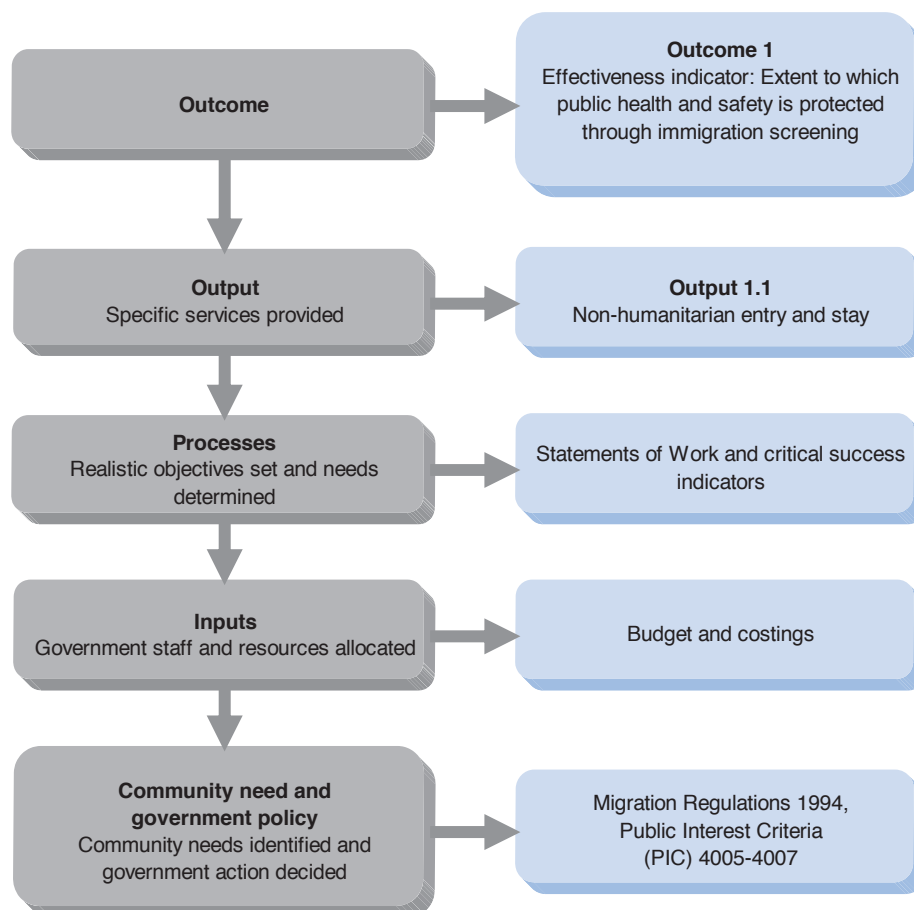 Outcome
Outcome 1
Effectiveness indicator: Extent to which
public health and safety is protected
through immigration screening
Output
Specific services provided
Output 1.1
Non-humanitarian entry and stay
Processes
Realistic objectives set and needs
determined
Statements of Work and critical success
indicators
Inputs
Government staff and resources allocated
Budget and costings
Community need and
government policy
Community needs identified and
government action decided
Migration Regulations 1994,
Public Interest Criteria
(PIC) 4005-4007